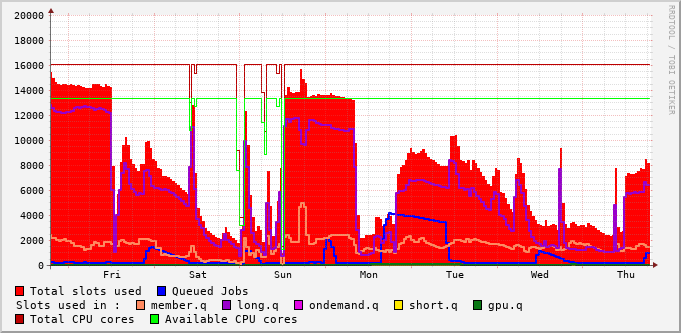 20000
18000
16000
14000
12000
10000
8000
6000
4000
2000
0
Fri Sat Sun Mon Tue Wed Thu
RRDTOOL / TOBI OETIKER
Total slots used Queued Jobs
Slots used in : member.q long.q ondemand.q short.q gpu.q
Total CPU cores Available CPU cores